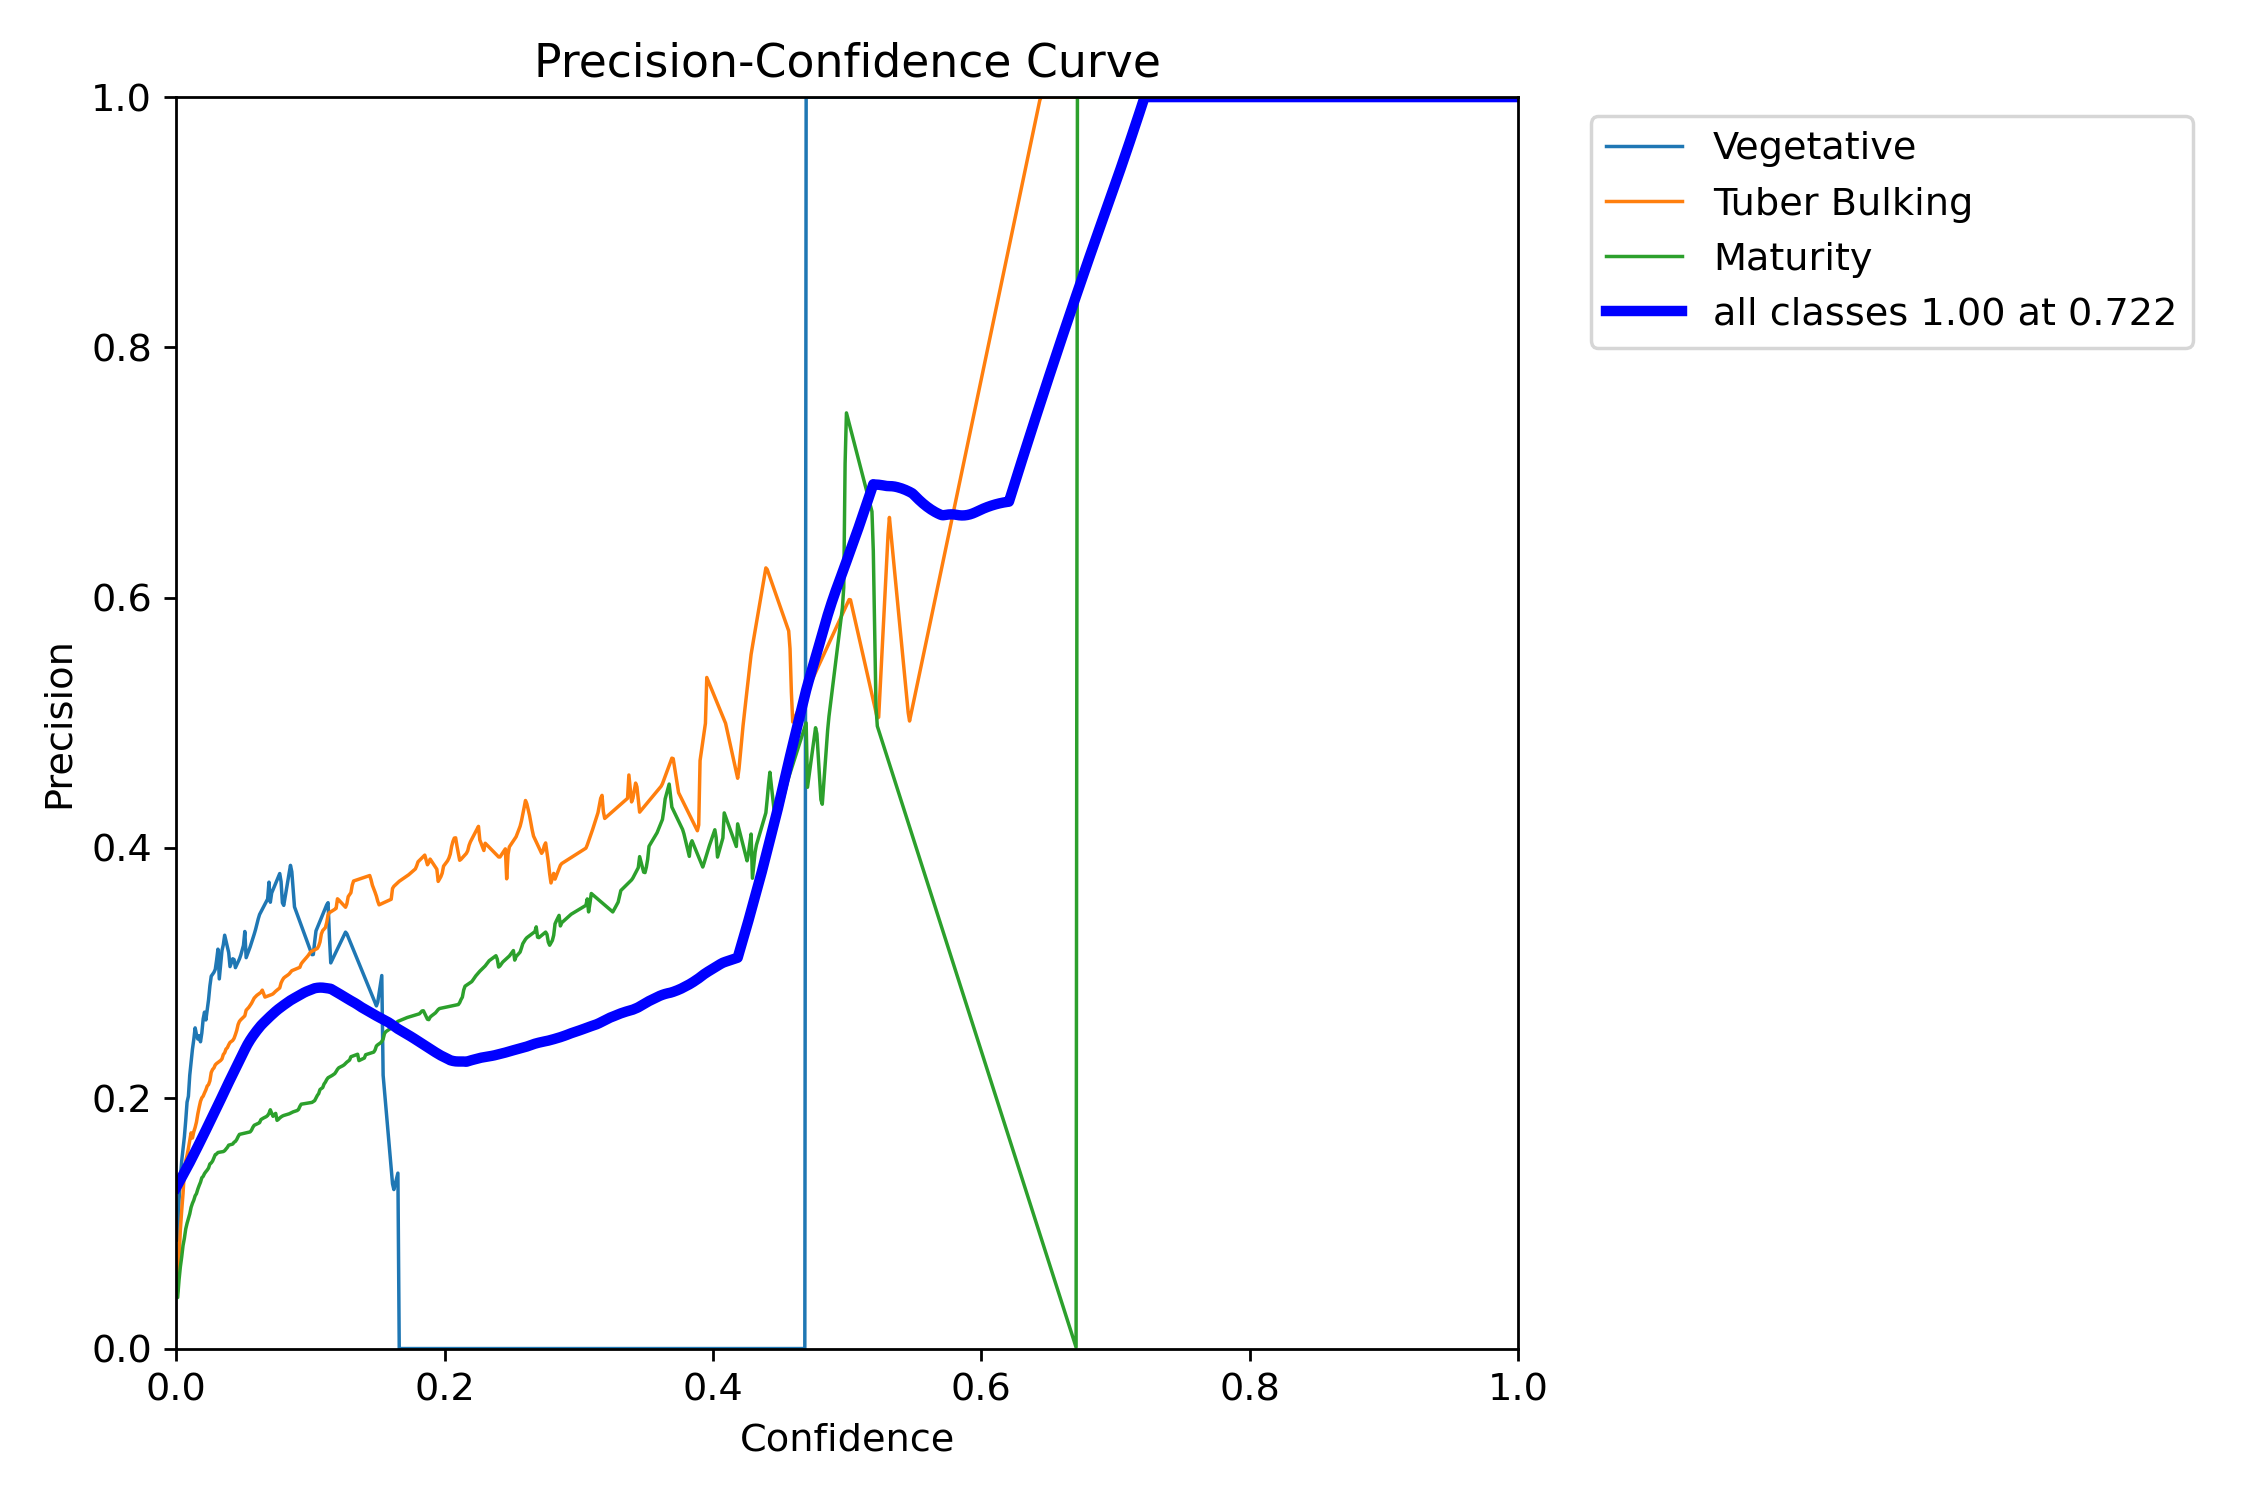 Precision-Confidence Curve
1.0
0.8
0.6
0.4
0.2
0.0
Precision
0.0 0.2 0.4 0.6 0.8 1.0
Confidence
Vegetative
Tuber Bulking
Maturity
all classes 1.00 at 0.722